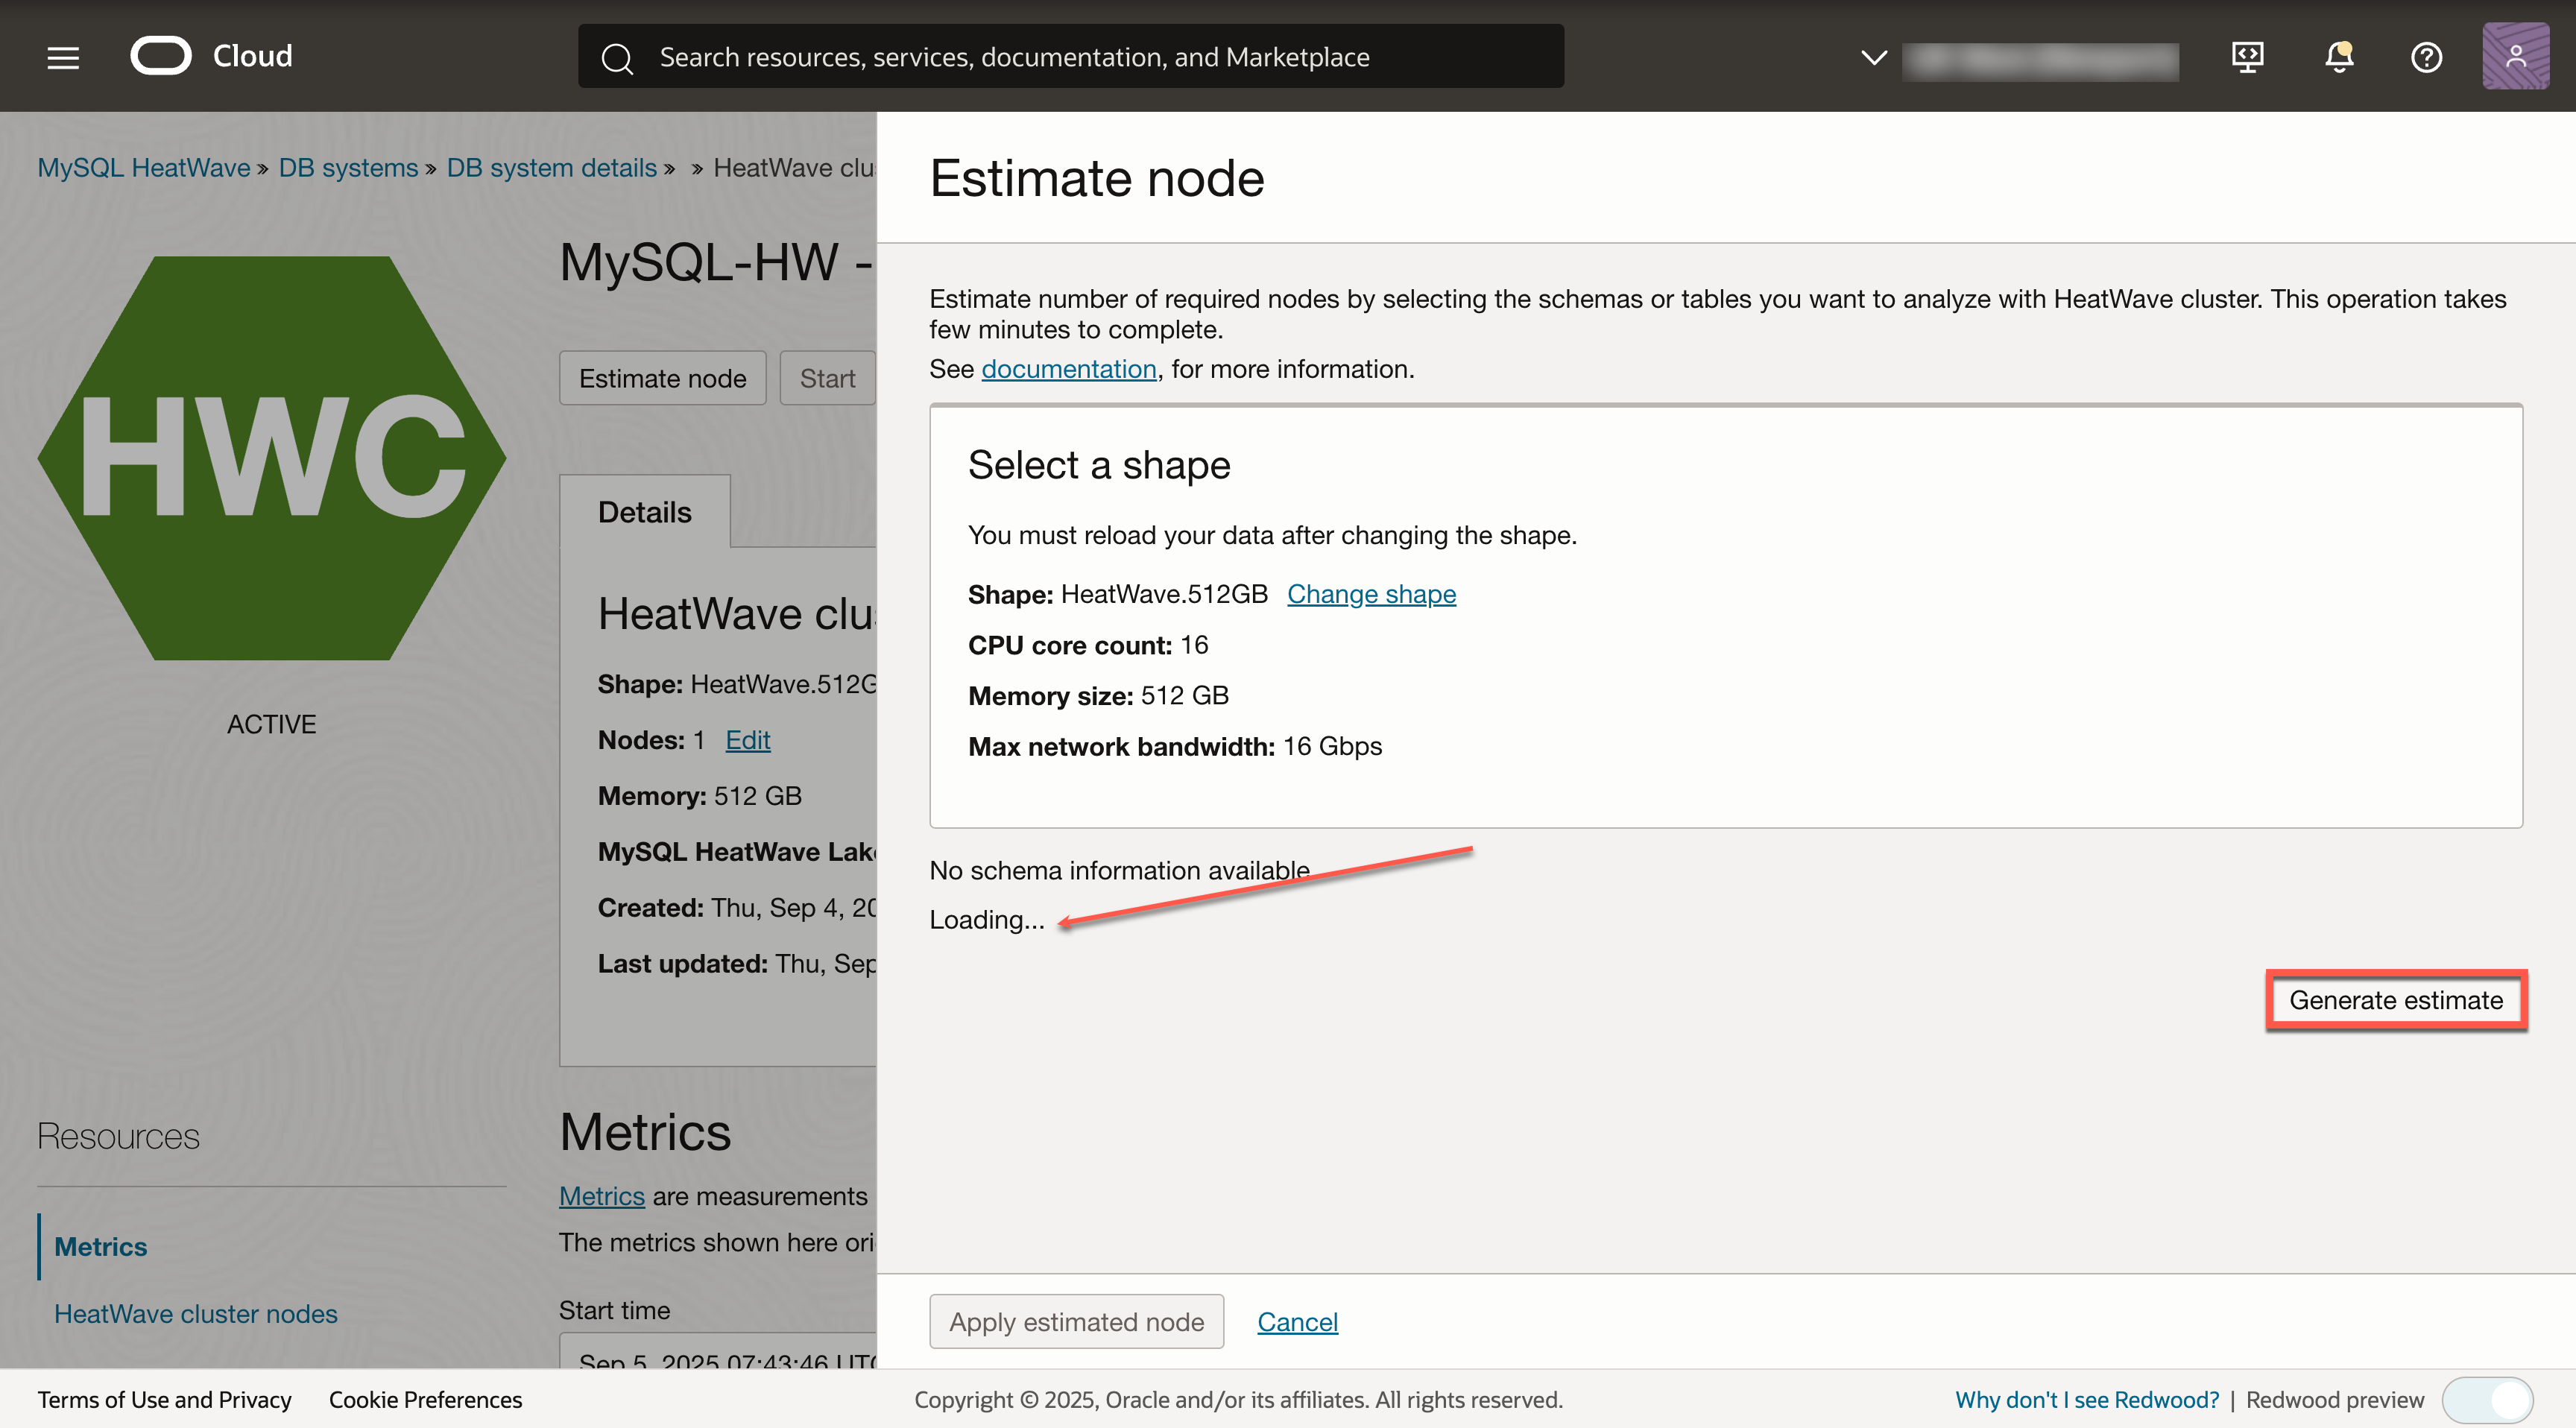 Cloud
Search resources, services, documentation, and Marketplace
MySQL HeatWave » DB systems » DB system details » » HeatWave clu
HWC
ACTIVE
MySQL-HW -
Estimate node
Start
Details
HeatWave clu
Shape: HeatWave.512G
Nodes: 1 Edit
Memory: 512 GB
MySQL HeatWave Lak
Created: Thu, Sep 4, 20
Last updated: Thu, Sep
Resources
Metrics
HeatWave cluster nodes
Metrics
Metrics are measurements
The metrics shown here ori
Start time
Sep 5, 2025 07:43:46 UTC
Estimate node
Estimate number of required nodes by selecting the schemas or tables you want to analyze with HeatWave cluster. This operation takes
few minutes to complete.
See documentation, for more information.
Select a shape
You must reload your data after changing the shape.
Shape: HeatWave.512GB Change shape
CPU core count: 16
Memory size: 512 GB
Max network bandwidth: 16 Gbps
No schema information available
Loading...
Generate estimate
Apply estimated node
Cancel
Terms of Use and Privacy
Cookie Preferences
Copyright © 2025, Oracle and/or its affiliates. All rights reserved.
Why don't I see Redwood? | Redwood preview